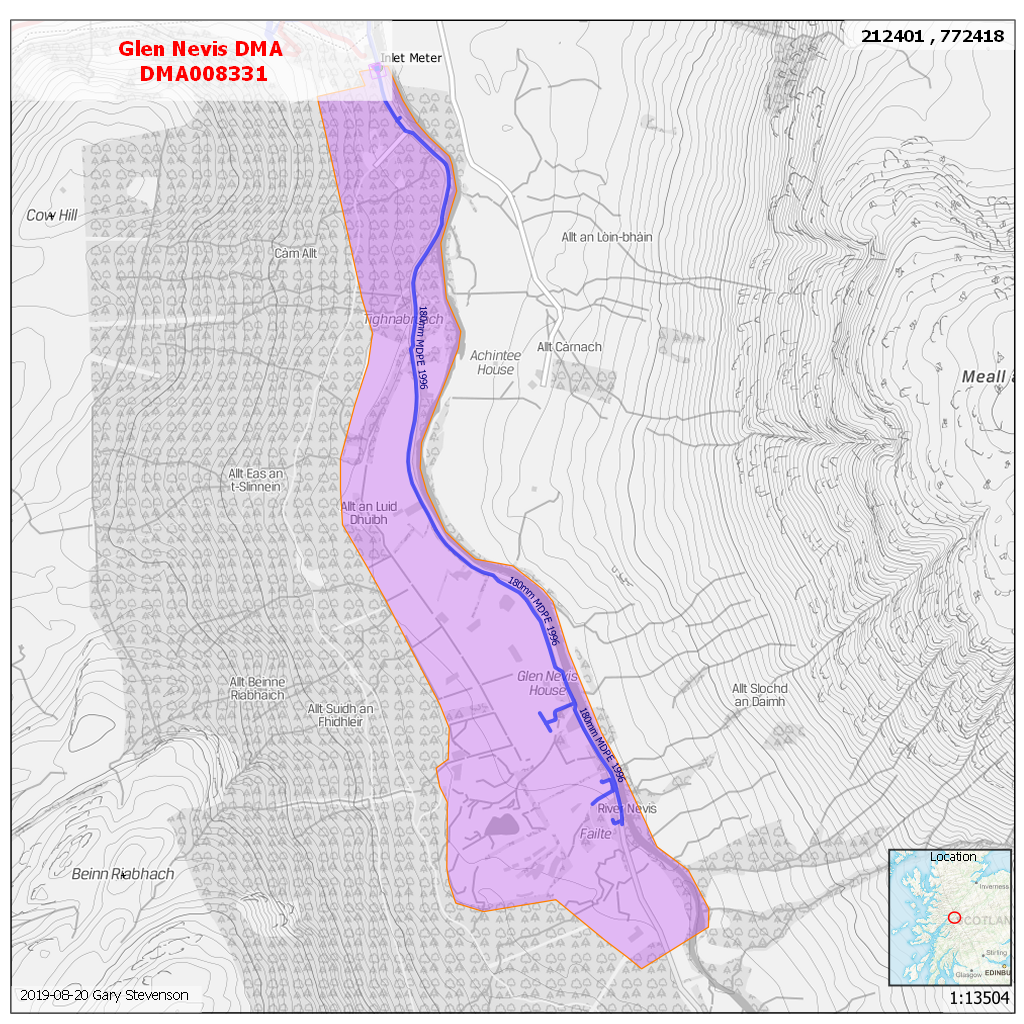 Glen Nevis DMA
DMA008331
Inlet Meter
212401 , 772418
Cow Hill
Allt an Lòin-bhàin
Càm Allt
Tighnabruach
180mm MDPE 1996
Achintee
House
Allt Càrnach
Meall a
Allt Eas an
t-Slinnein
Allt an Luid
Dhuibh
180mm MDPE 1996
Glen Nevis
House
Allt Beinne
Riabhaich
Allt Slochd
an Daimh
Allt Suidh an
Fhidhleir
180mm MDPE 1996
River Nevis
Failte
Beinn Riabhach
Location
Inverness
SCOTLAN
Stirling
Glasgow
EDINBU
2019-08-20 Gary Stevenson
1:13504